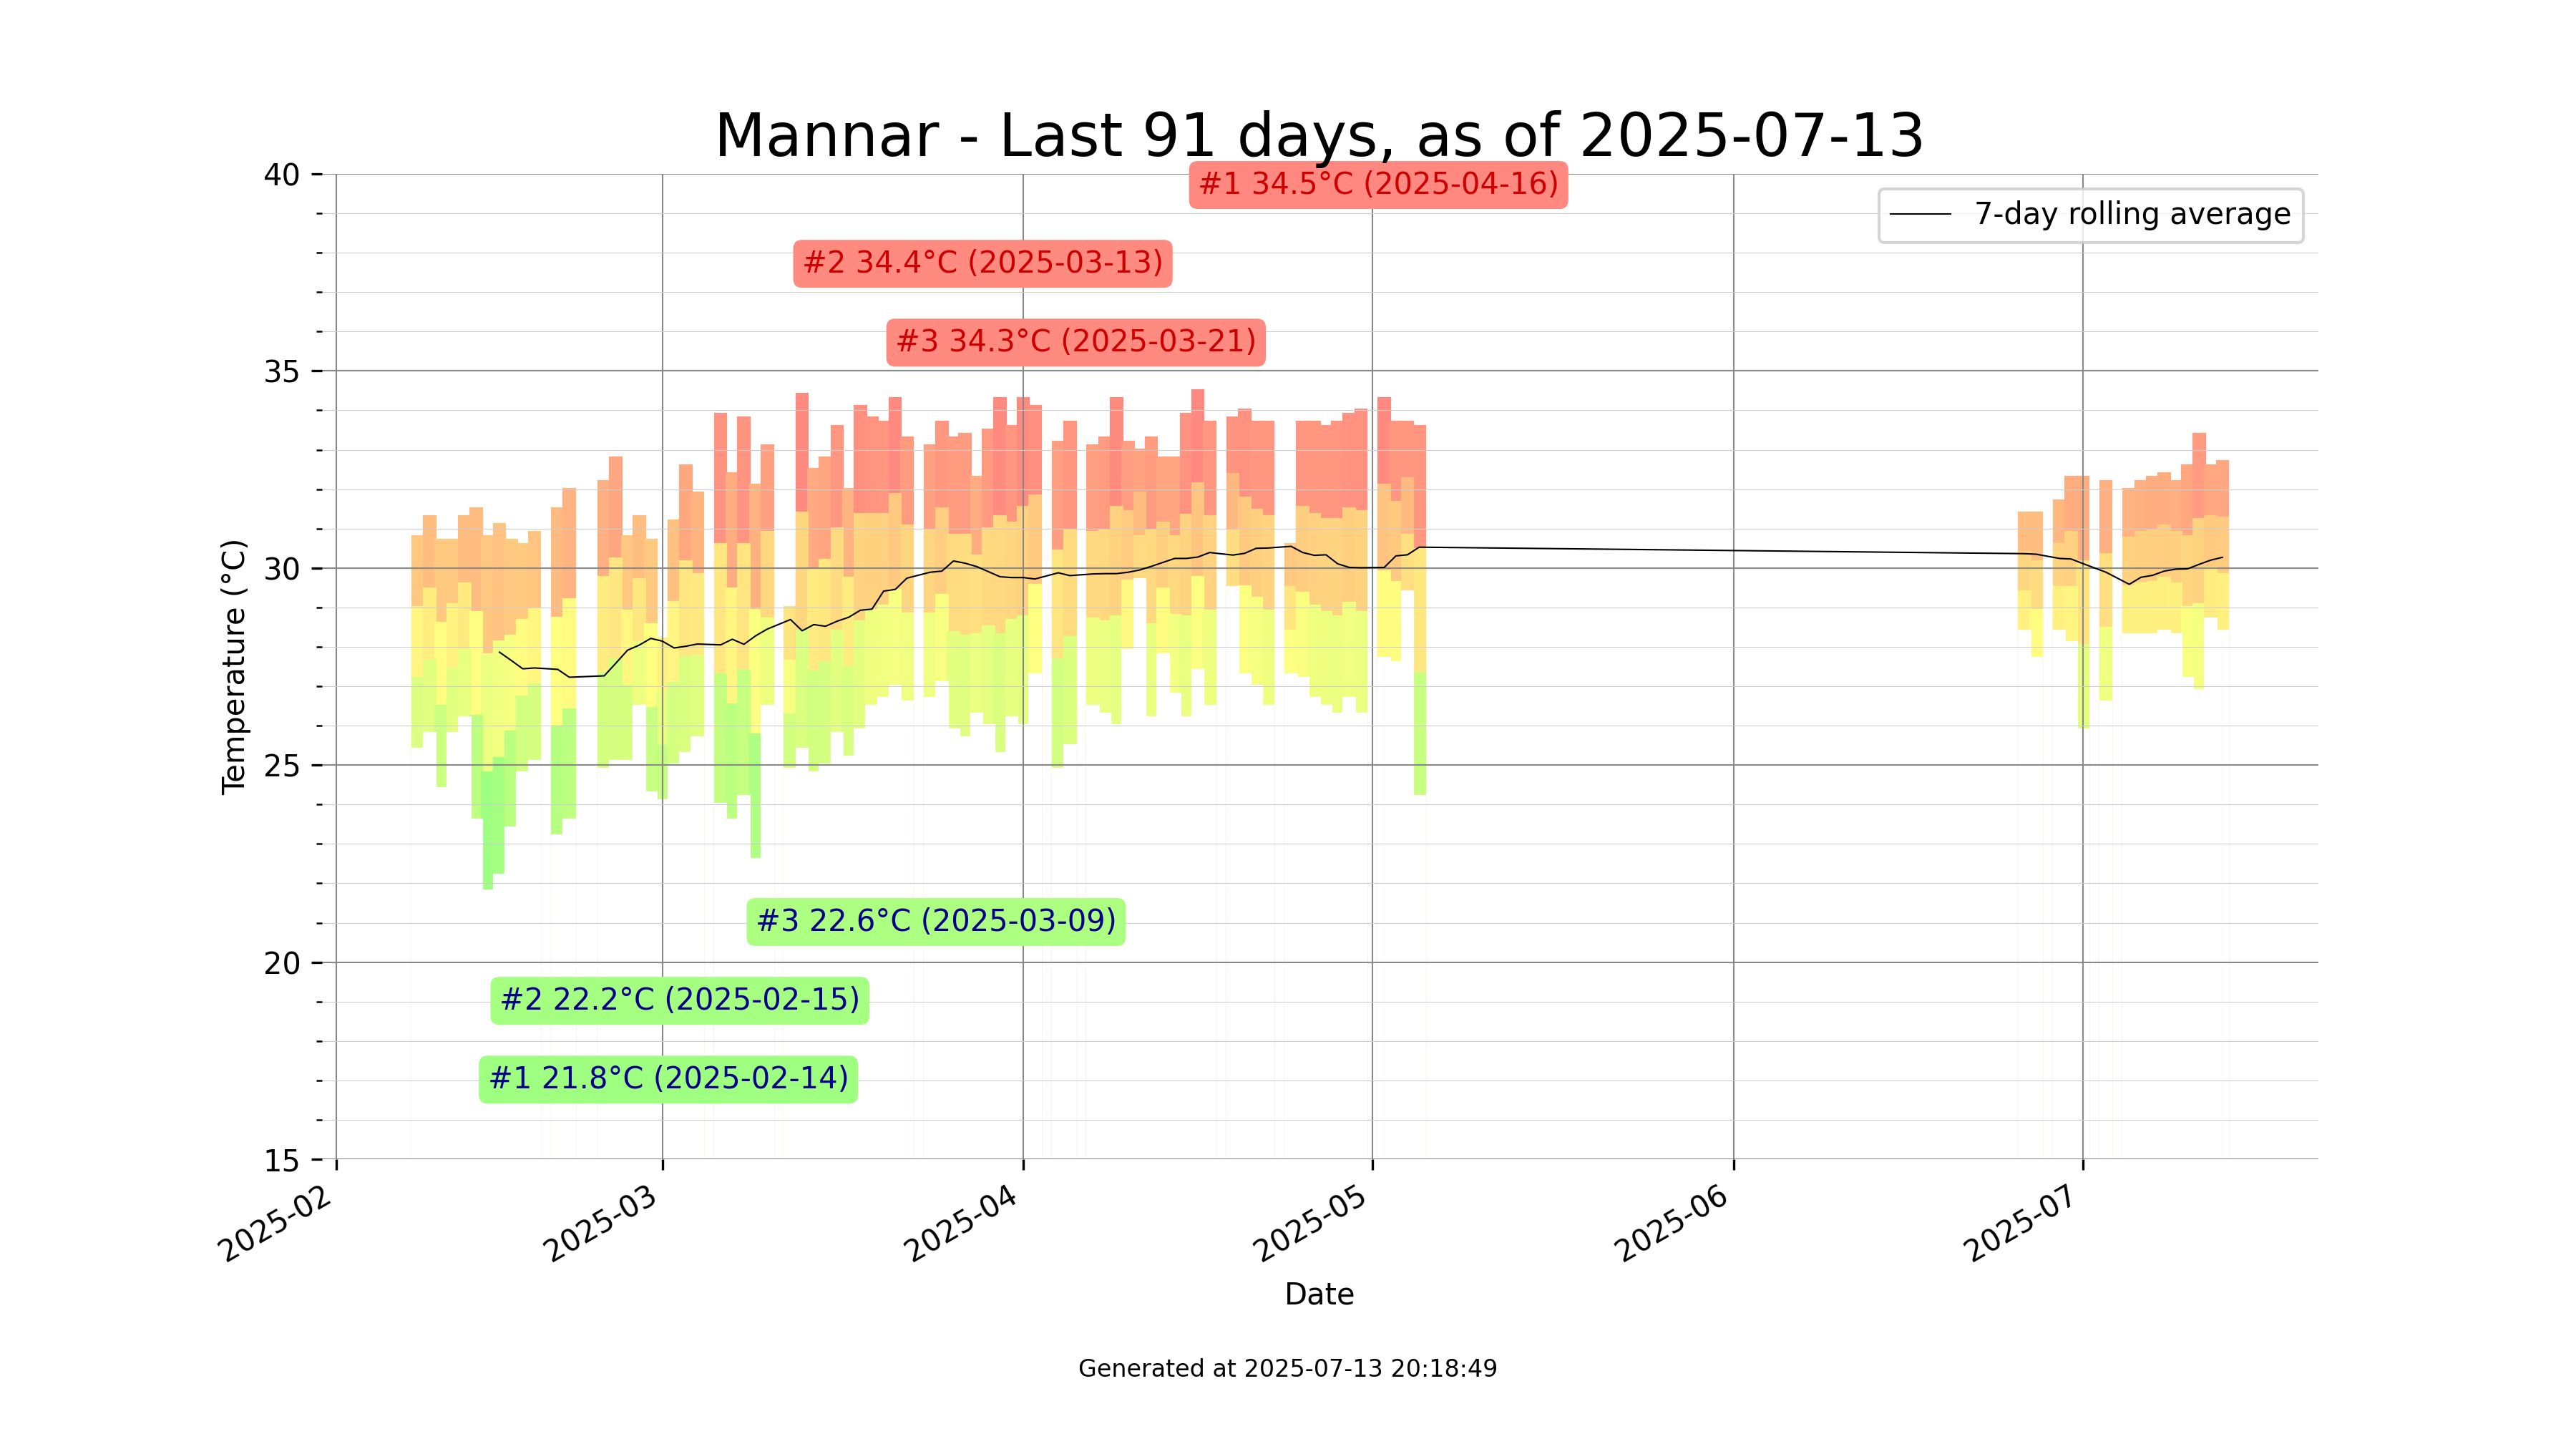 Mannar - Last 91 days, as of 2025-07-13
40
#1 34.5°C (2025-04-16)
7-day rolling average
#2 34.4°C (2025-03-13)
#3 34.3°C (2025-03-21)
35
30
Temperature (°C)
25
#3 22.6°C (2025-03-09)
20
#2 22.2°C (2025-02-15)
#1 21.8°C (2025-02-14)
15
2025-02
2025-03
2025-04
2025-05
2025-06
2025-07
Date
Generated at 2025-07-13 20:18:49